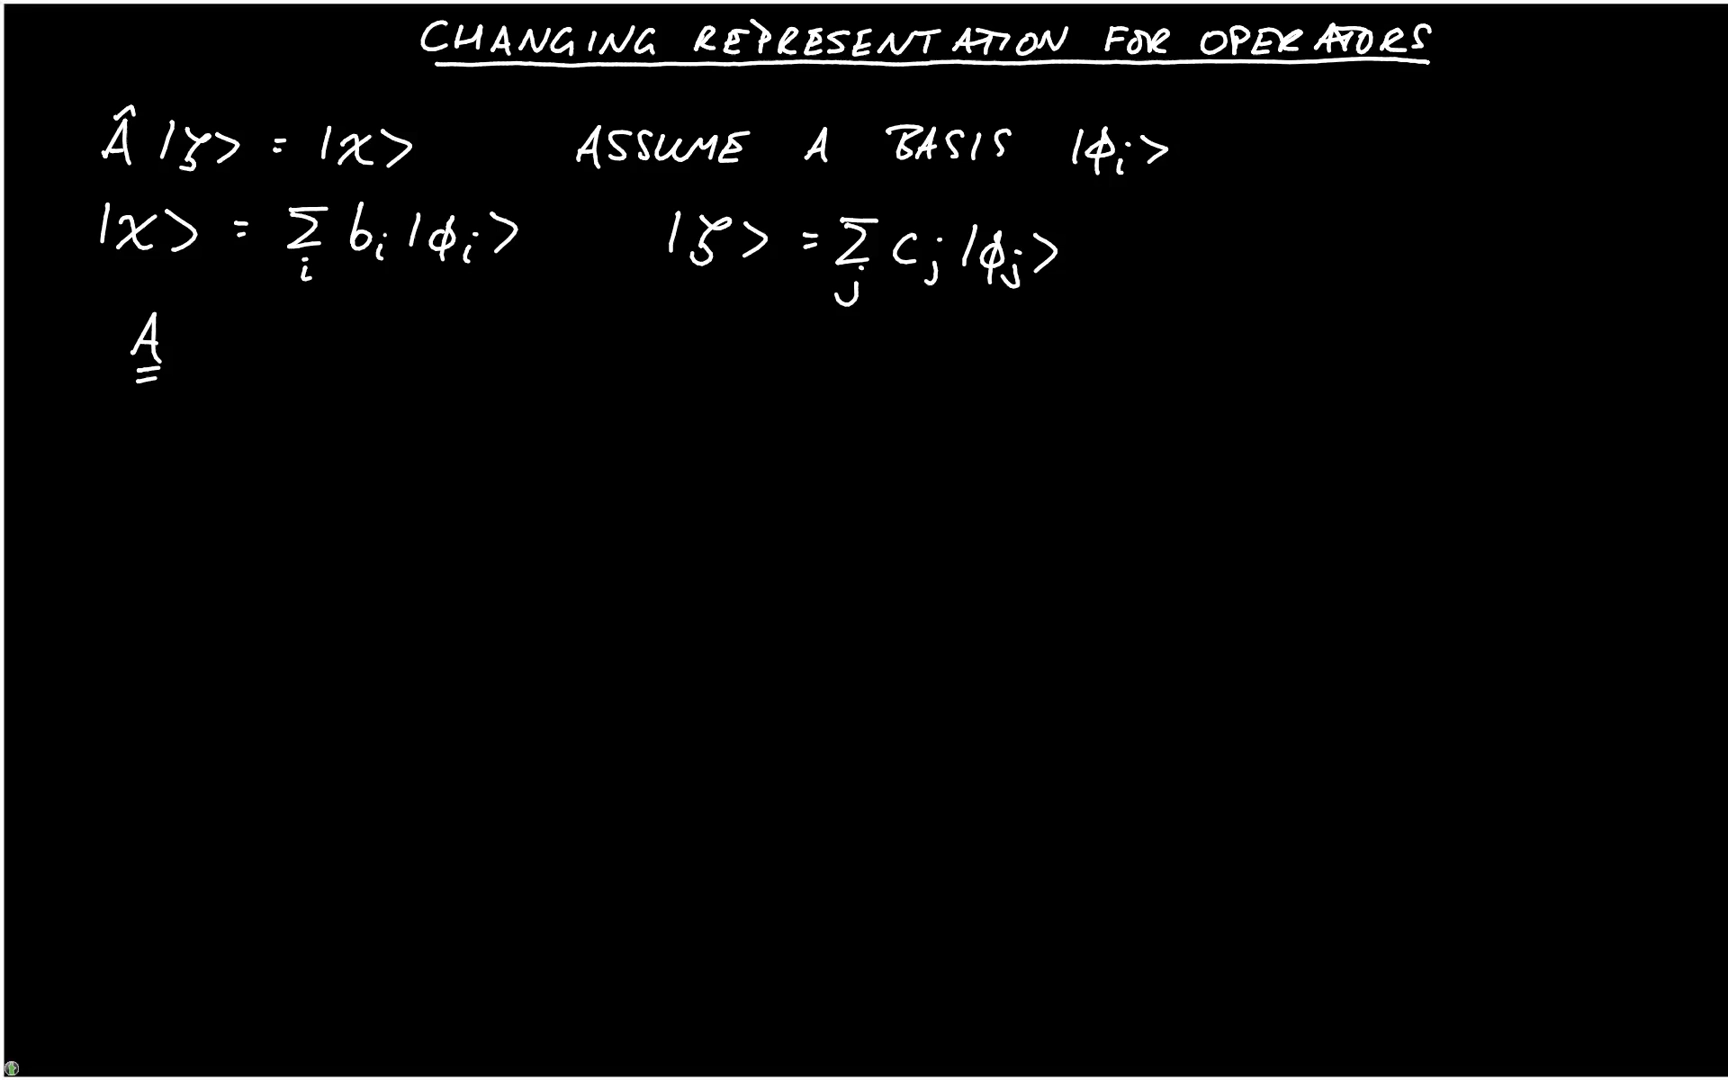 CHANGING REPRESENTATION FOR OPERATORS
Â |ζ> = |χ> ASSUME A BASIS |ϕᵢ>
|χ> = Σᵢ bᵢ |ϕᵢ> |ζ> = Σⱼ cⱼ |ϕⱼ>
A